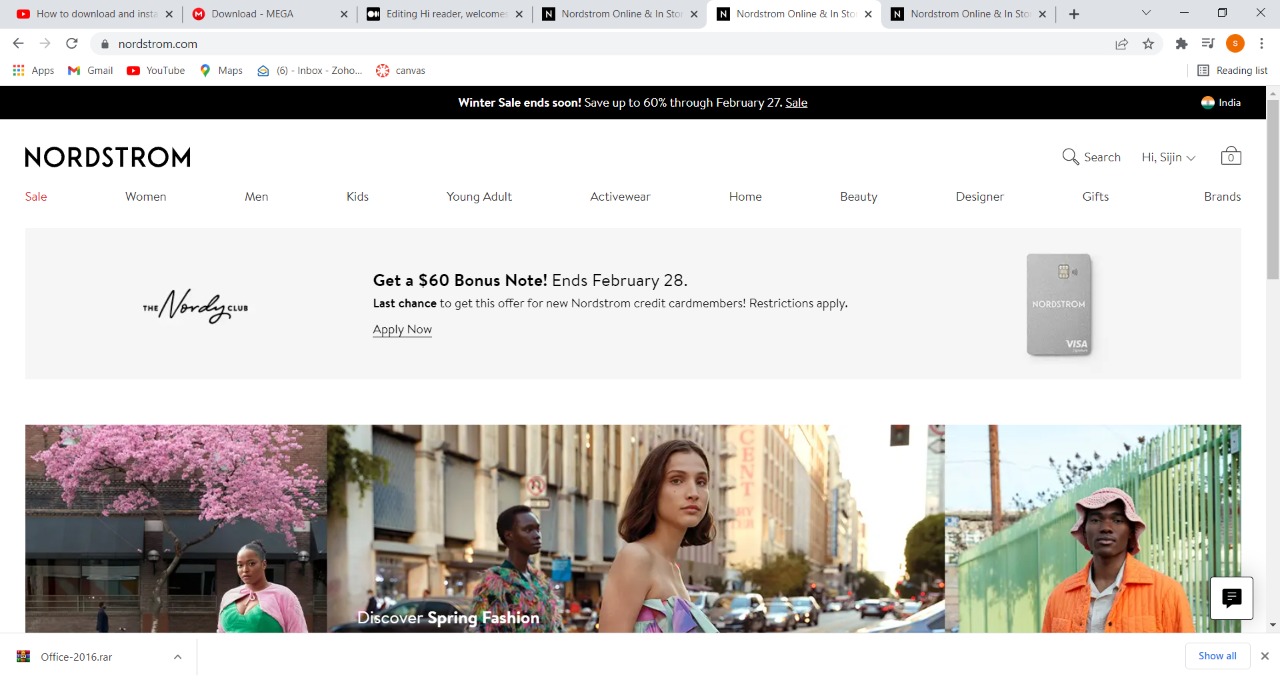 How to download and insta
Download - MEGA
Editing Hi reader, welcomes
Nordstrom Online & In Sto
Nordstrom Online & In Sto
Nordstrom Online & In Sto
nordstrom.com
S
Apps
Gmail
YouTube
Maps
(6) - Inbox - Zoho...
canvas
Reading list
Winter Sale ends soon! Save up to 60% through February 27. Sale
India
NORDSTROM
Search
Hi, Sijin
0
Sale
Women
Men
Kids
Young Adult
Activewear
Home
Beauty
Designer
Gifts
Brands
THE Nordy CLUB
Get a $60 Bonus Note! Ends February 28.
Last chance to get this offer for new Nordstrom credit cardmembers! Restrictions apply.
Apply Now
NORDSTROM
VISA
Discover Spring Fashion
Office-2016.rar
Show all